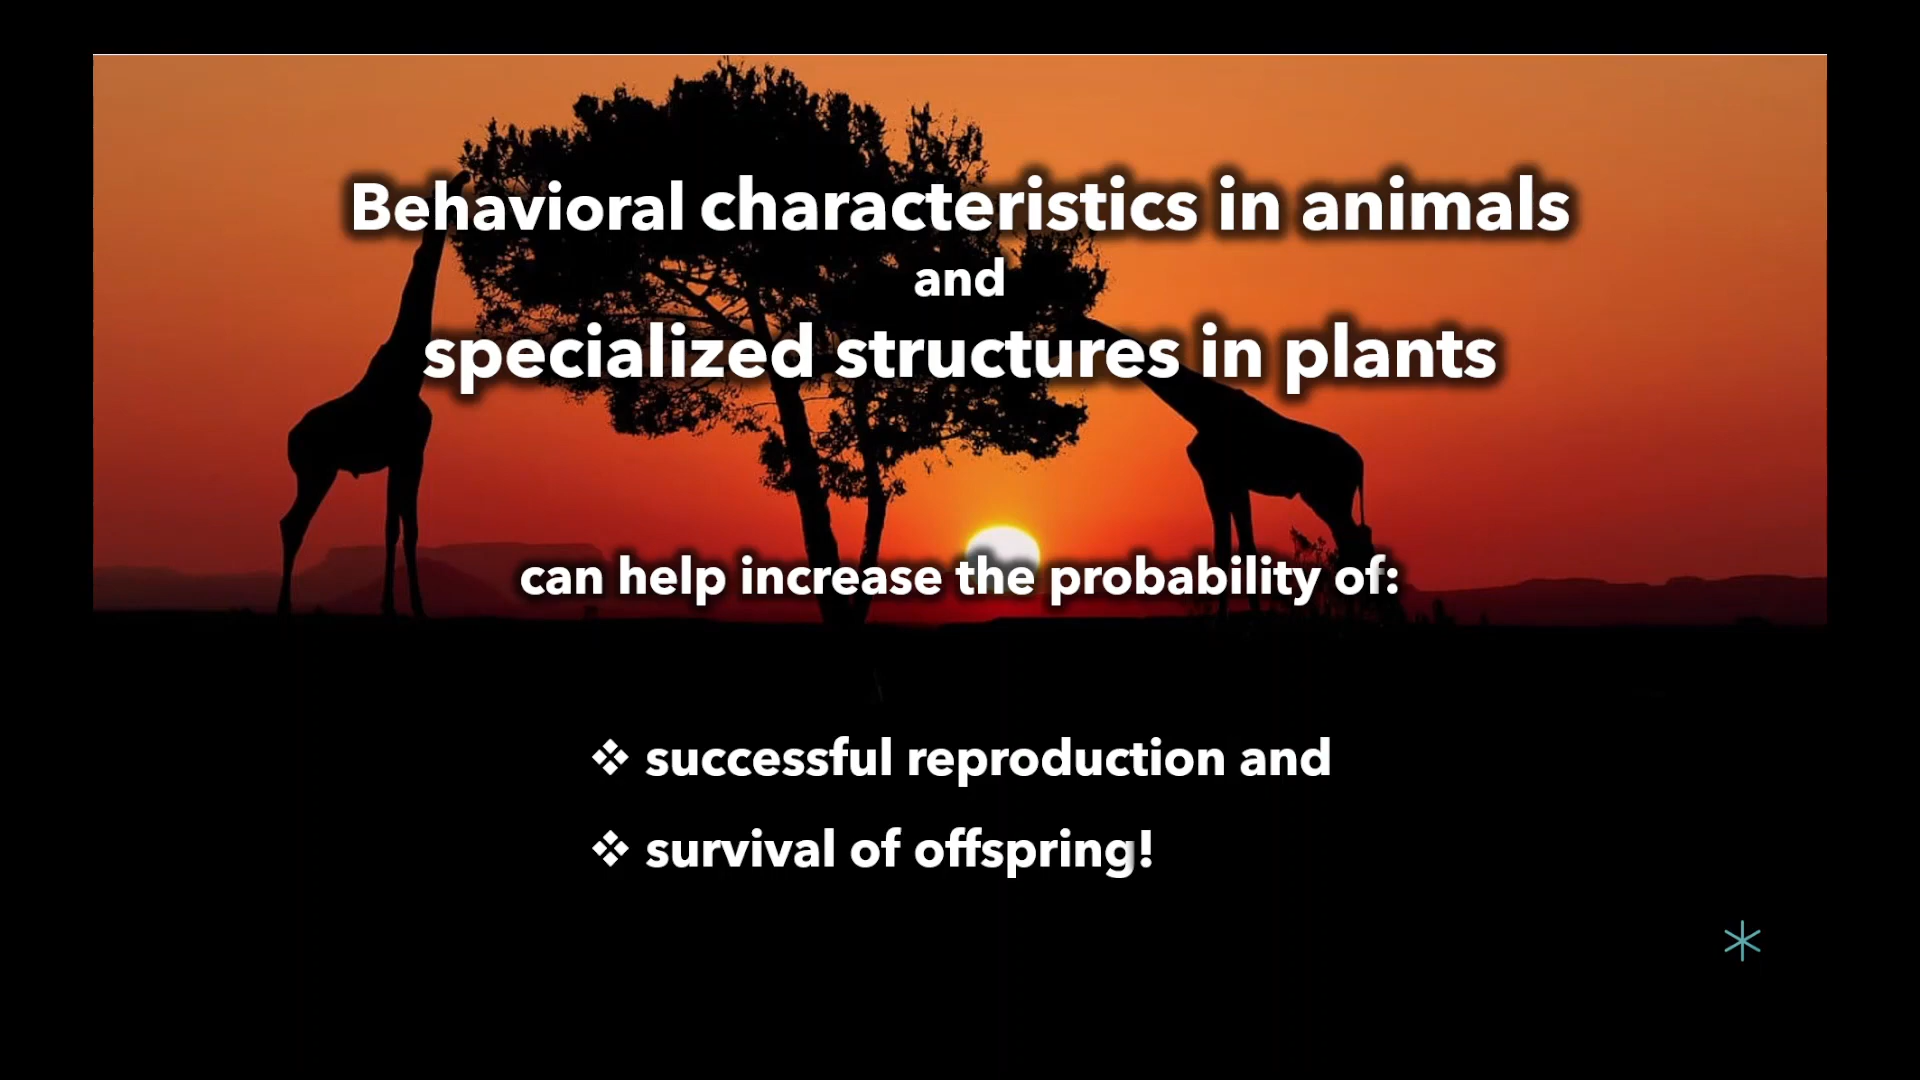 Behavioral characteristics in animals
and
specialized structures in plants
can help increase the probability of:
❖ successful reproduction and
❖ survival of offspring!